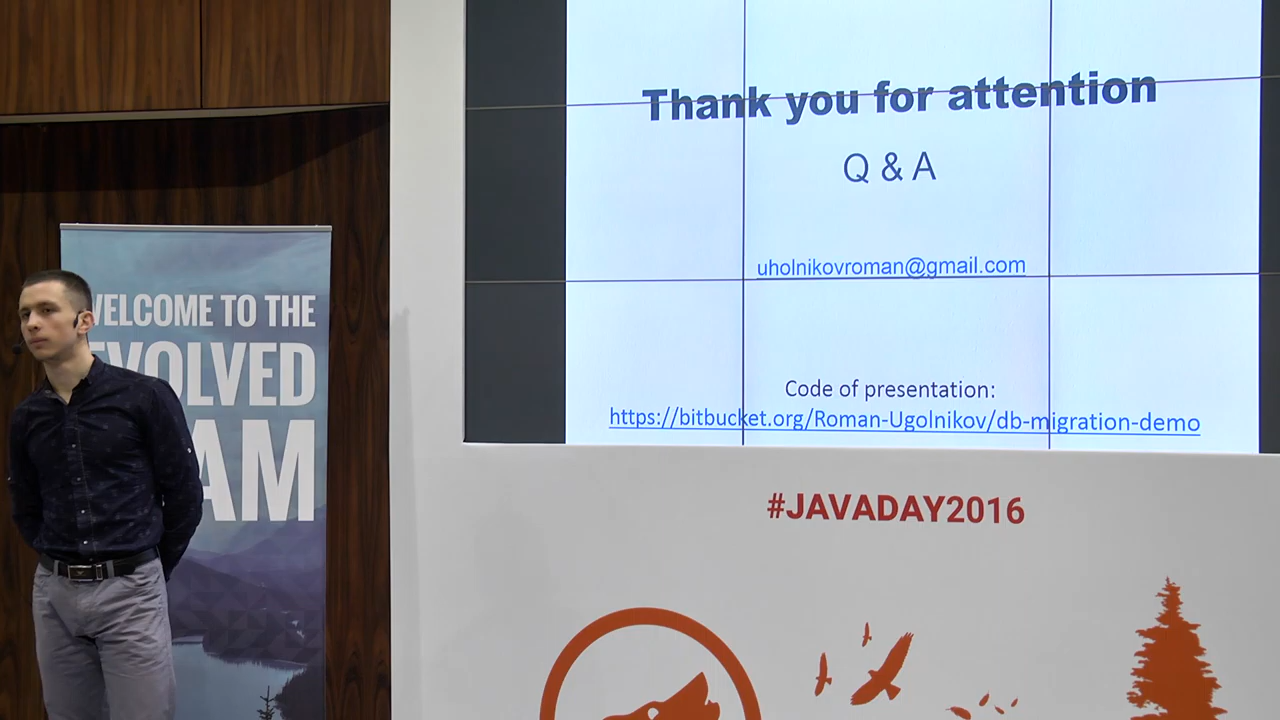 Thank you for attention
Q & A
uholnikovroman@gmail.com
Code of presentation:
https://bitbucket.org/Roman-Ugolnikov/db-migration-demo
#JAVADAY2016
WELCOME TO THE
EVOLVED
AM